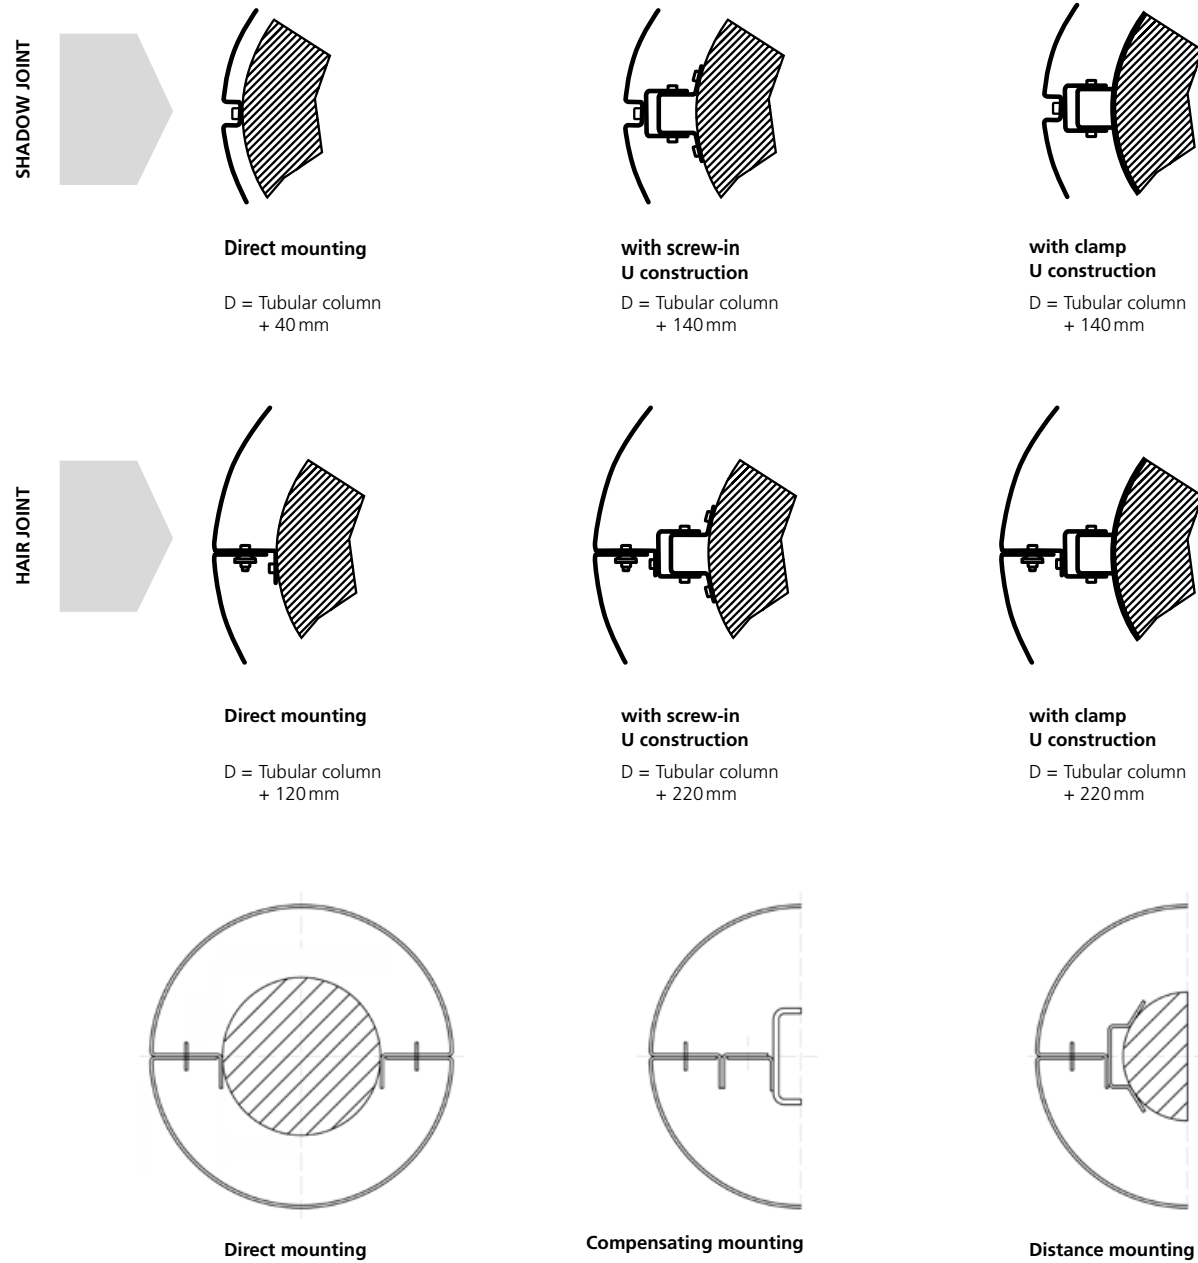 SHADOW JOINT
Direct mounting
D = Tubular column
+ 40 mm
with screw-in
U construction
D = Tubular column
+ 140 mm
with clamp
U construction
D = Tubular column
+ 140 mm
HAIR JOINT
Direct mounting
D = Tubular column
+ 120 mm
with screw-in
U construction
D = Tubular column
+ 220 mm
with clamp
U construction
D = Tubular column
+ 220 mm
Direct mounting
Compensating mounting
Distance mounting